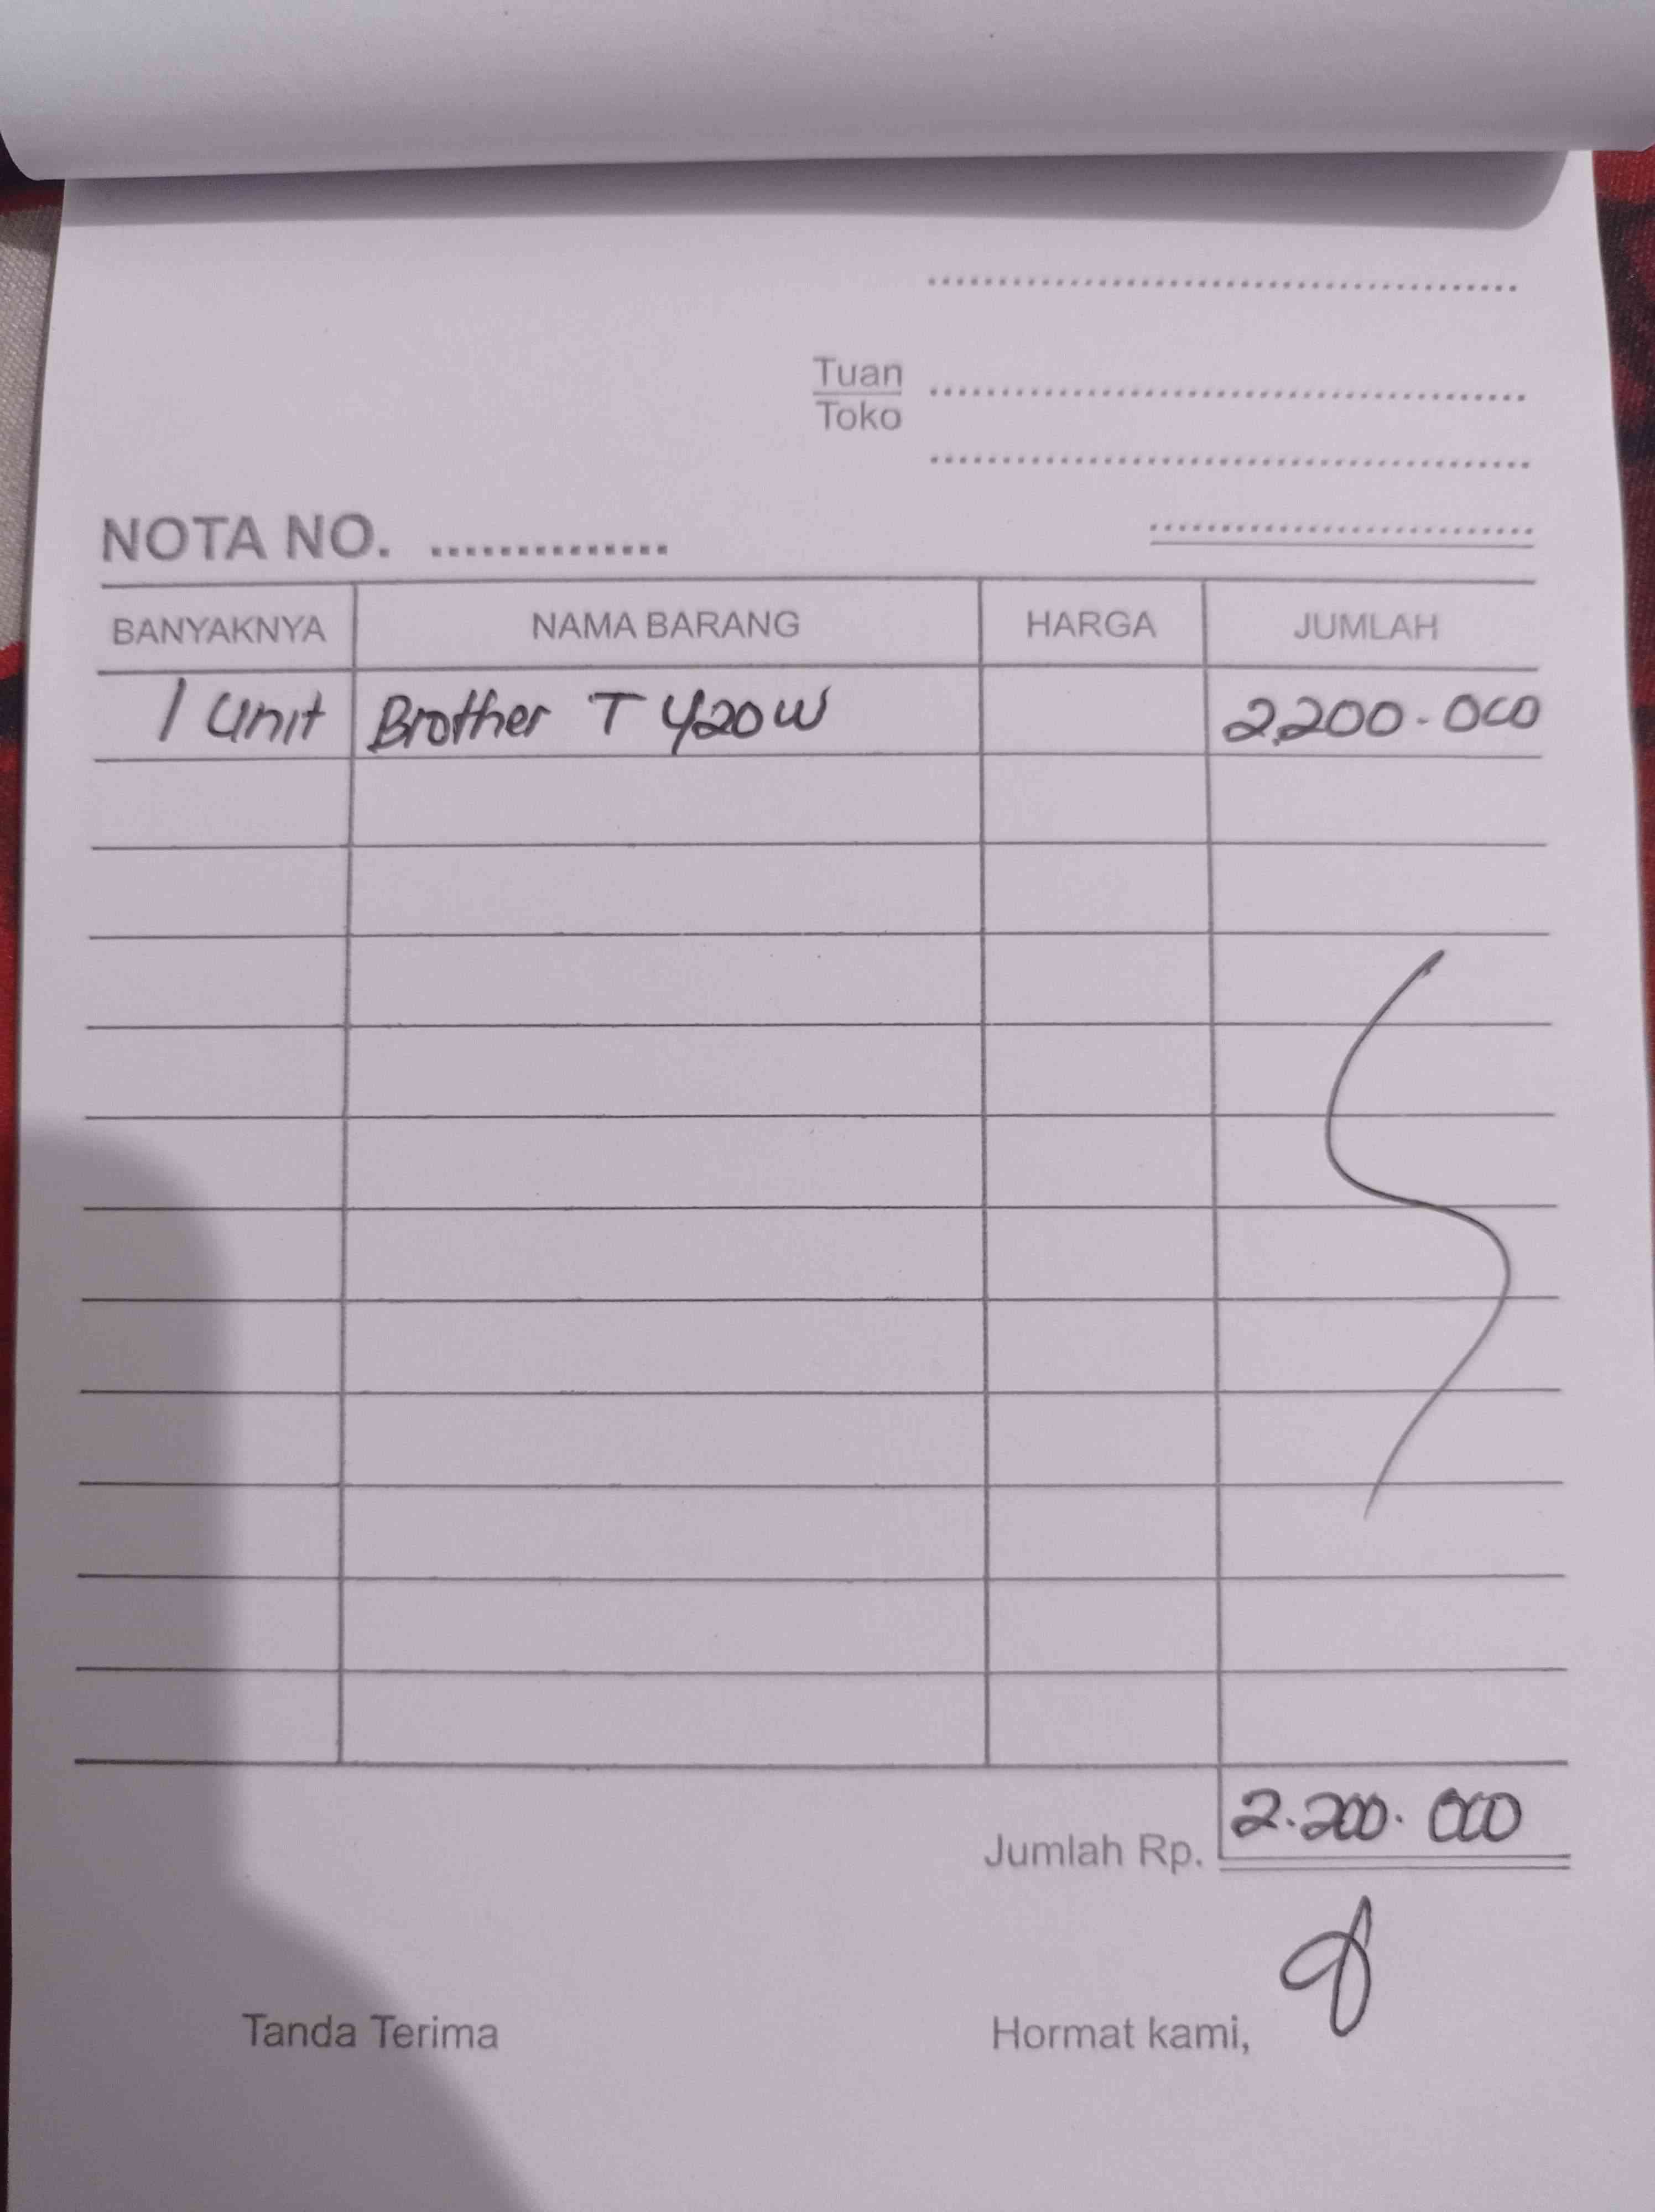 Tuan
Toko
NOTA NO. ..............
BANYAKNYA NAMA BARANG HARGA JUMLAH
1 Unit Brother T 420W 2.200.000
Jumlah Rp. 2.200.000
Tanda Terima Hormat kami,